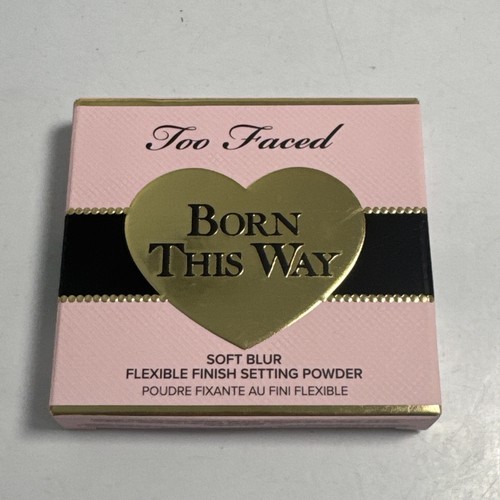 Too Faced
BORN
THIS WAY
SOFT BLUR
FLEXIBLE FINISH SETTING POWDER
POUDRE FIXANTE AU FINI FLEXIBLE